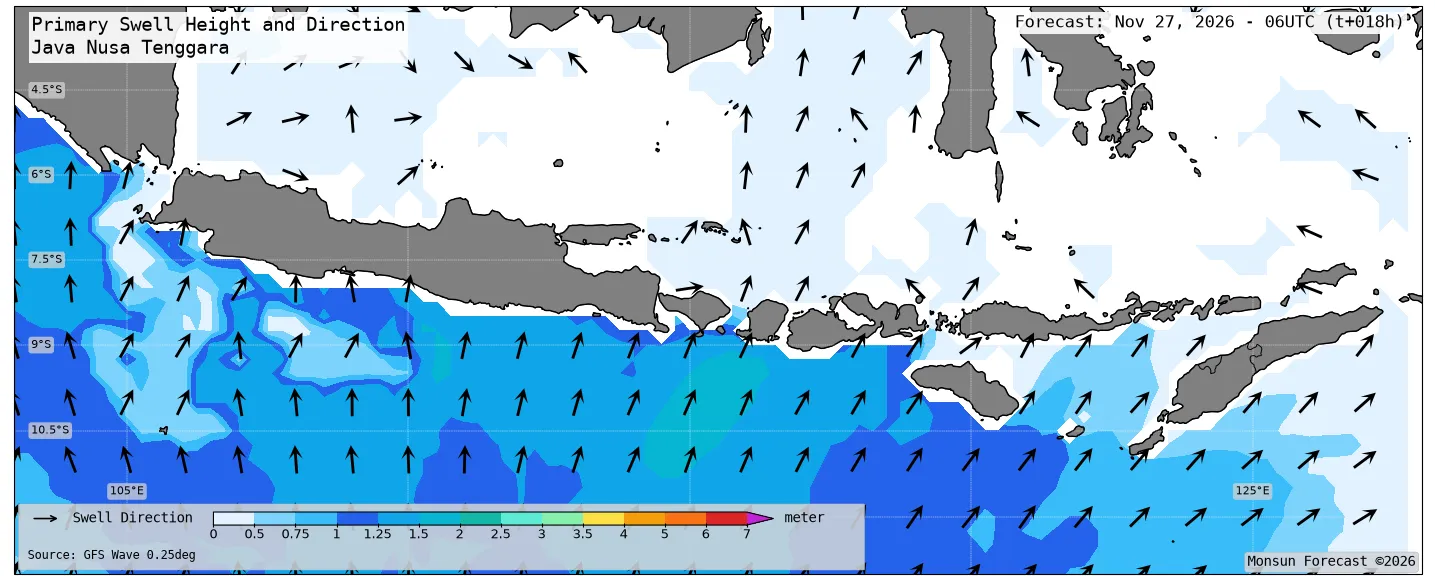 Primary Swell Height and Direction
Java Nusa Tenggara
Forecast: Nov 27, 2026 - 06UTC (t+018h)
4.5°S
6°S
7.5°S
9°S
10.5°S
105°E
125°E
Swell Direction
0 0.5 0.75 1 1.25 1.5 2 2.5 3 3.5 4 5 6 7
meter
Source: GFS Wave 0.25deg
Monsun Forecast ©2026